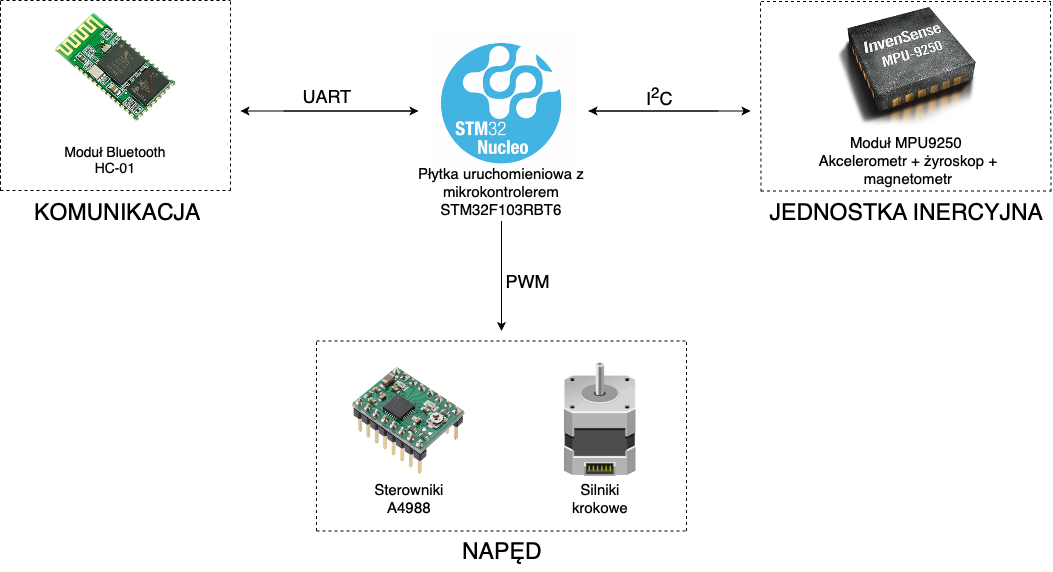 Moduł Bluetooth
HC-01
KOMUNIKACJA
UART
STM32
Nucleo
Płytka uruchomieniowa z
mikrokontrolerem
STM32F103RBT6
I²C
InvenSense
MPU-9250
Moduł MPU9250
Akcelerometr + żyroskop +
magnetometr
JEDNOSTKA INERCYJNA
PWM
Sterowniki
A4988
Silniki
krokowe
NAPĘD